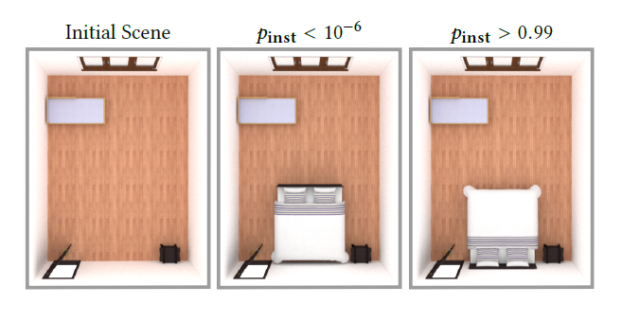 Initial Scene
p_inst < 10^−6
p_inst > 0.99